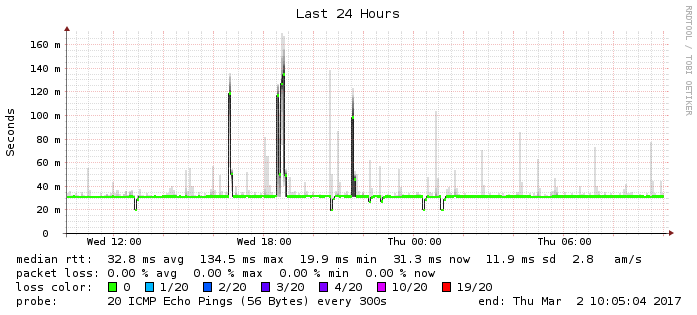 Last 24 Hours
RRDTOOL / TOBI OETIKER
Seconds
160 m
140 m
120 m
100 m
80 m
60 m
40 m
20 m
0
Wed 12:00 Wed 18:00 Thu 00:00 Thu 06:00
median rtt: 32.8 ms avg 134.5 ms max 19.9 ms min 31.3 ms now 11.9 ms sd 2.8 am/s
packet loss: 0.00 % avg 0.00 % max 0.00 % min 0.00 % now
loss color: 0 1/20 2/20 3/20 4/20 10/20 19/20
probe: 20 ICMP Echo Pings (56 Bytes) every 300s end: Thu Mar 2 10:05:04 2017